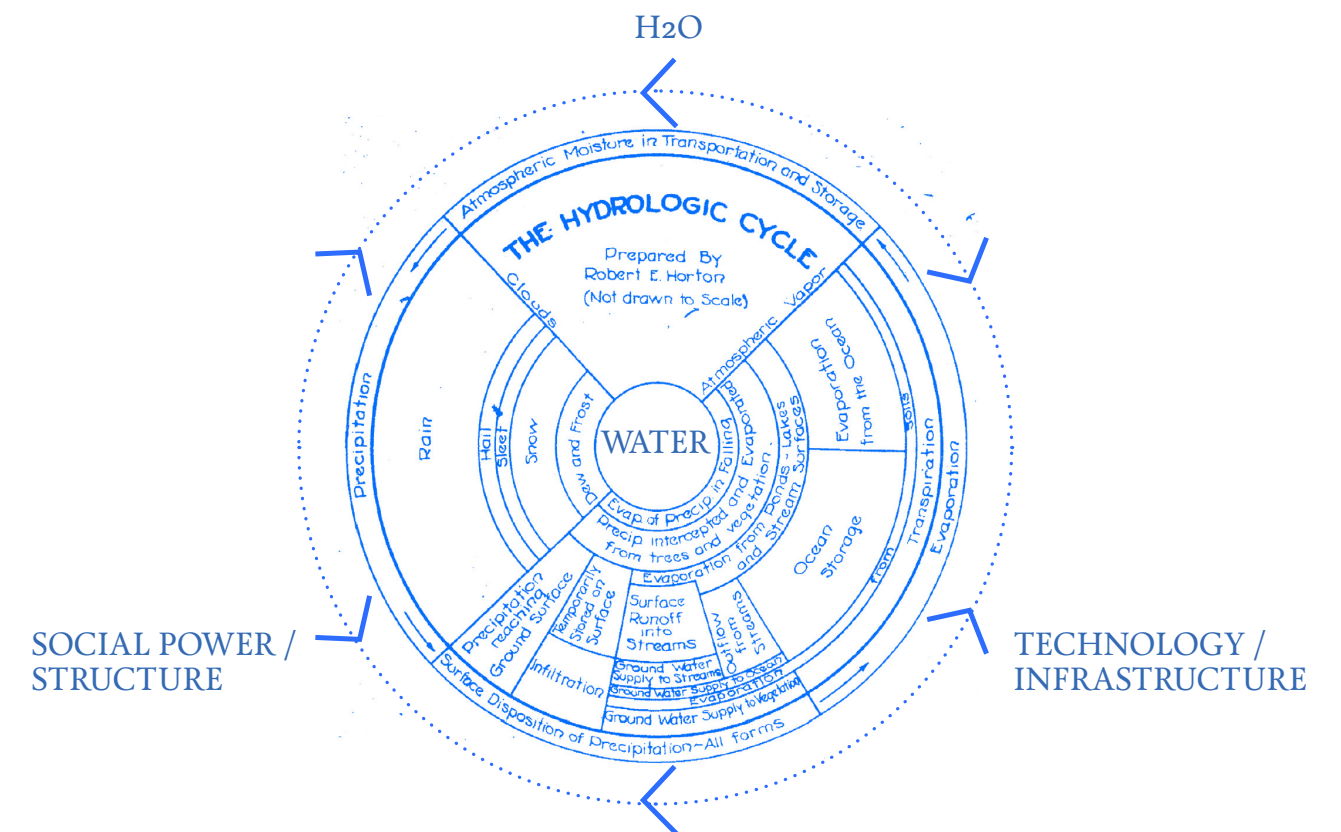 H2O
Atmospheric Moisture in Transportation and Storage
THE HYDROLOGIC CYCLE
Prepared By
Robert E. Horton
(Not drawn to Scale)
Clouds
Atmospheric Vapor
Precipitation
Rain
Hail
Sleet
Snow
Dew and Frost
WATER
Evap. of Precip in Falling
Precip intercepted and Evaporated
from trees and vegetation.
Evaporation from Ponds - Lakes
and Stream Surfaces
Evaporation
from the Ocean
Ocean
Storage
from
Soils
Transpiration
Evaporation
Precipitation
reaching
Ground Surface
Temporarily
Stored on
Surface
Infiltration
Surface
Runoff
into
Streams
Outflow
from
Streams
Ground Water
Supply to Streams
Ground Water Supply to Ocean
Evaporation
Ground Water Supply to Vegetation
Surface Disposition of Precipitation~All forms
SOCIAL POWER /
STRUCTURE
TECHNOLOGY /
INFRASTRUCTURE